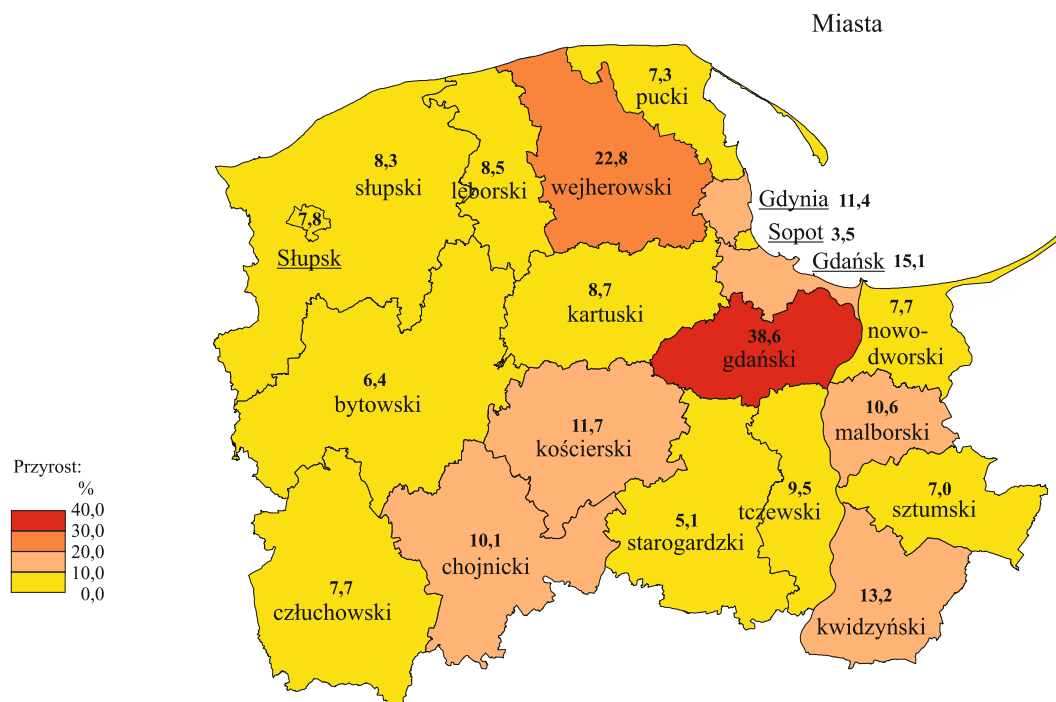 Miasta
7,3
pucki
8,3
słupski
8,5
lęborski
22,8
wejherowski
Gdynia 11,4
Sopot 3,5
Gdańsk 15,1
7,8
Słupsk
8,7
kartuski
38,6
gdański
7,7
nowo-
dworski
6,4
bytowski
11,7
kościerski
10,6
malborski
Przyrost:
%
40,0
30,0
20,0
10,0
0,0
10,1
chojnicki
5,1
starogardzki
9,5
tczewski
7,0
sztumski
7,7
człuchowski
13,2
kwidzyński